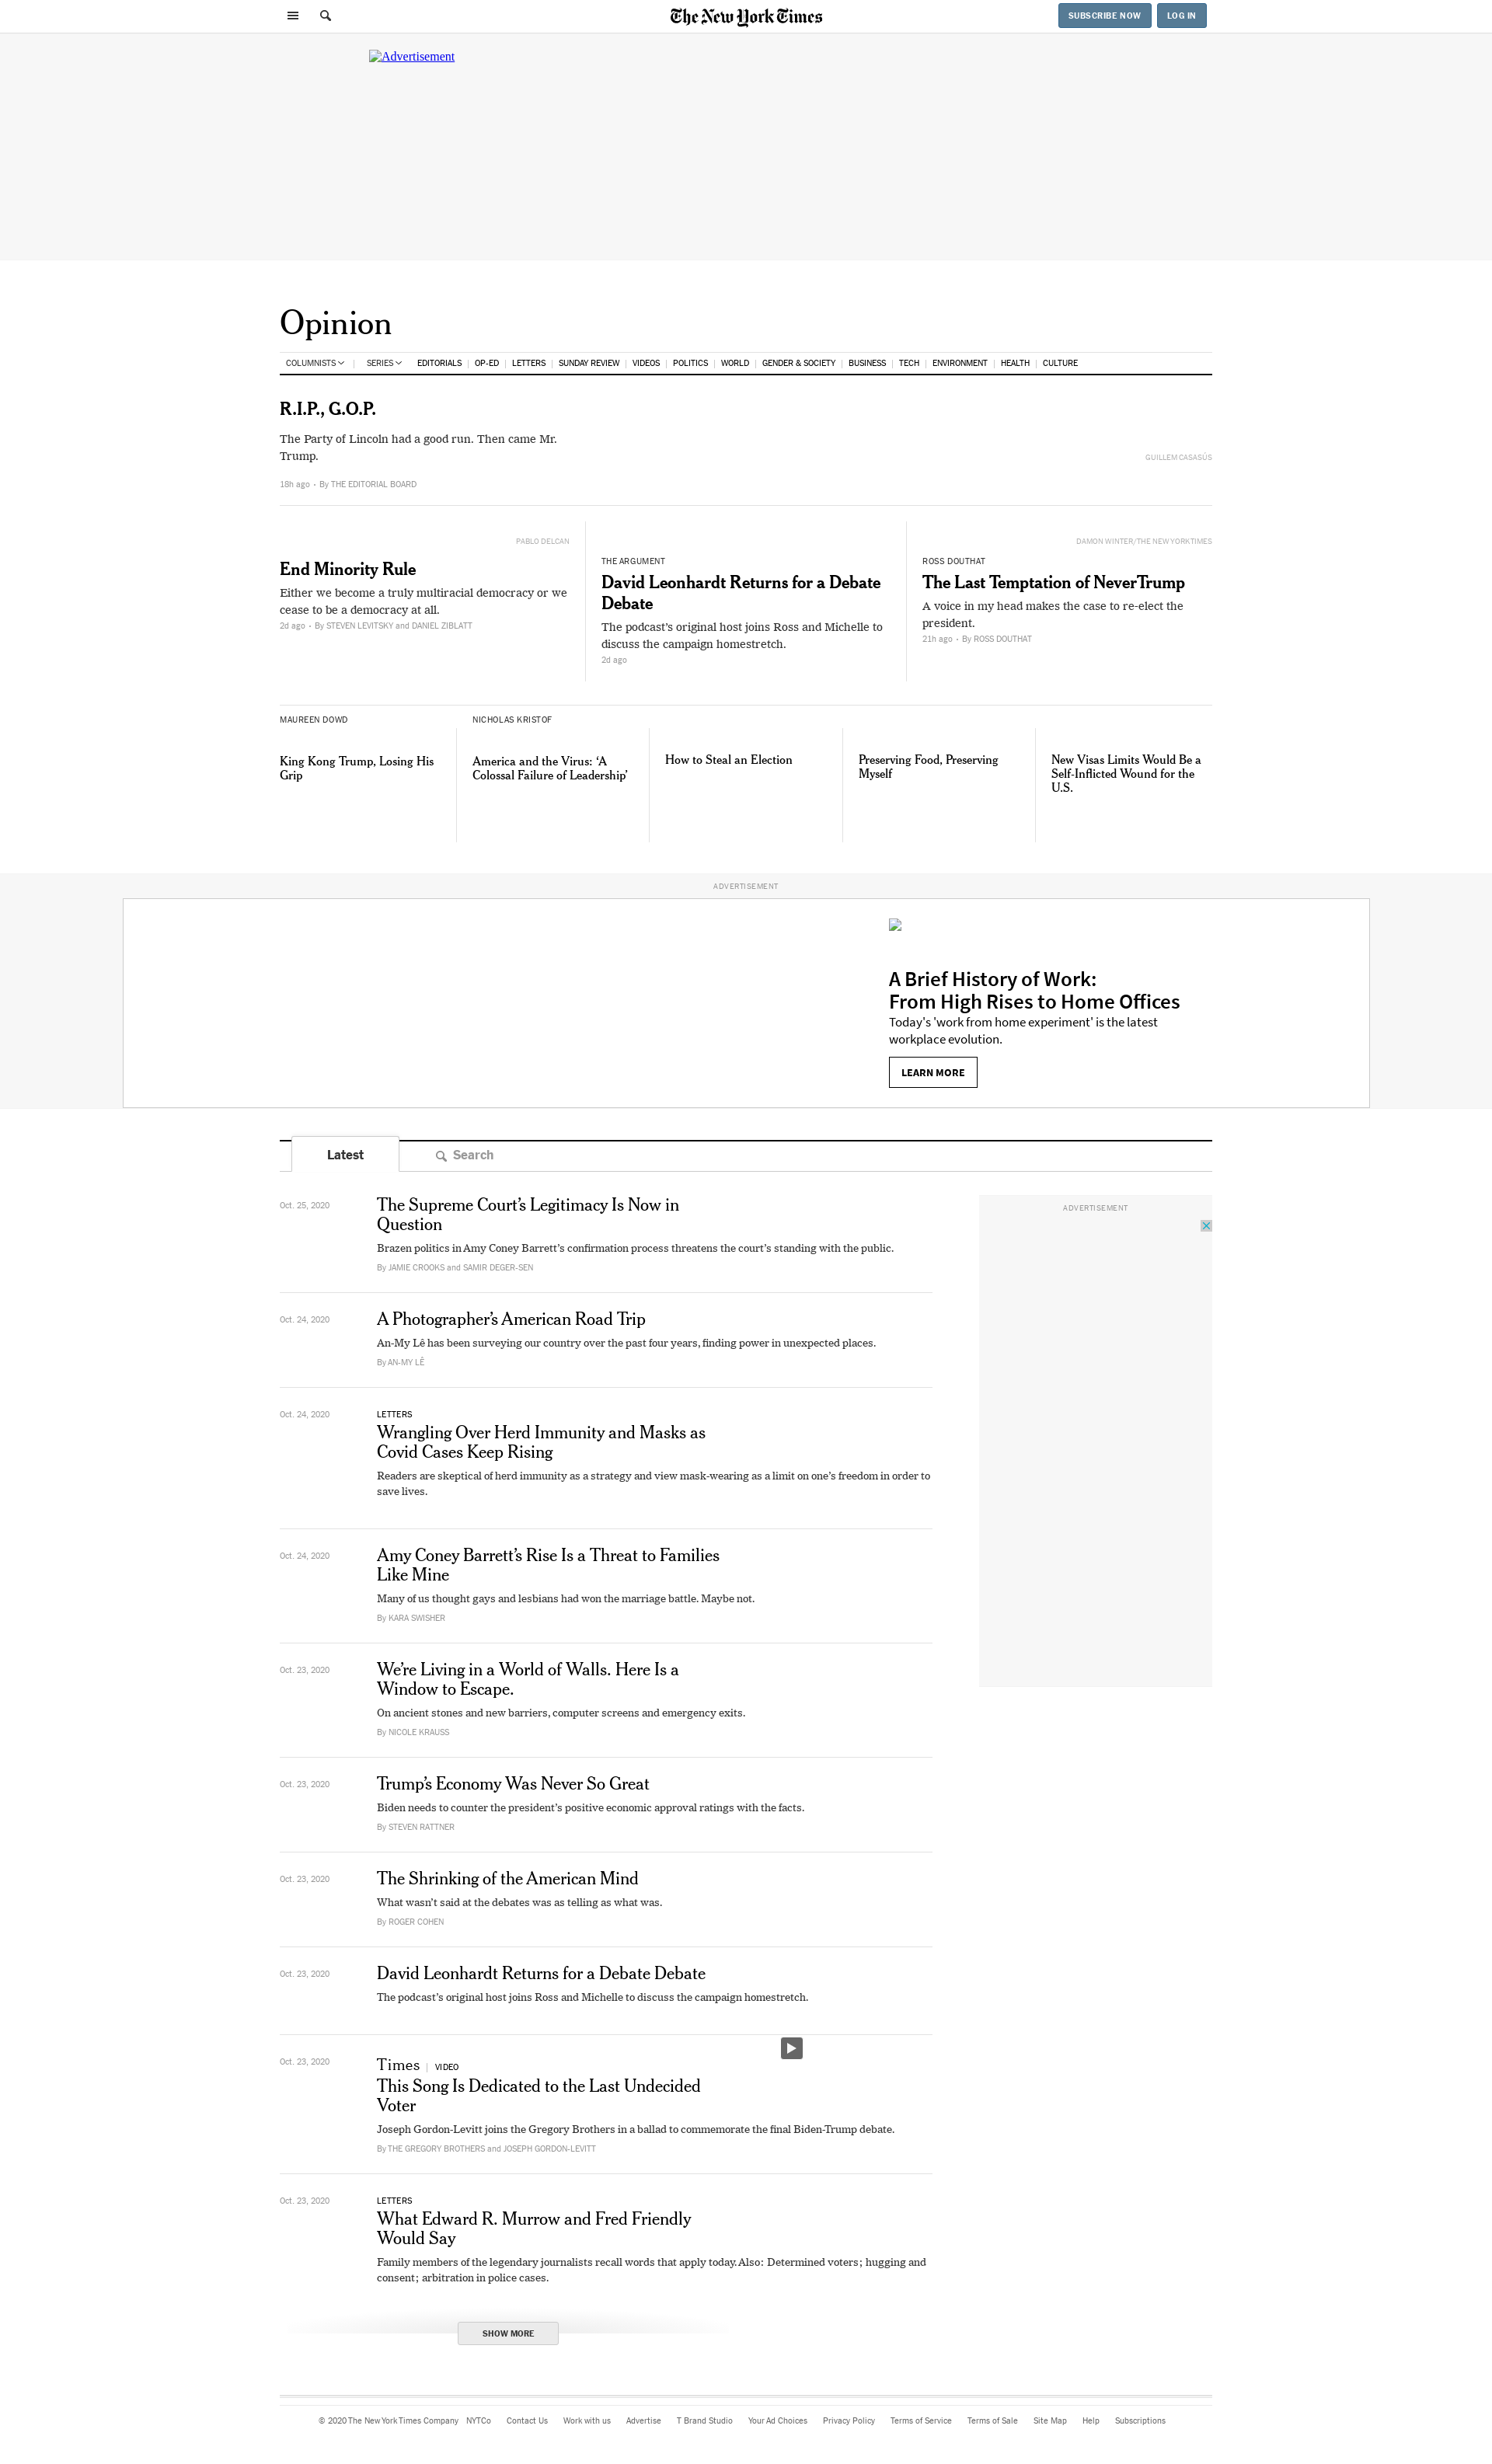 The New York Times
SUBSCRIBE NOW
LOG IN
Advertisement
Opinion
COLUMNISTS | SERIES EDITORIALS | OP-ED | LETTERS | SUNDAY REVIEW | VIDEOS | POLITICS | WORLD | GENDER & SOCIETY | BUSINESS | TECH | ENVIRONMENT | HEALTH | CULTURE
R.I.P., G.O.P.
The Party of Lincoln had a good run. Then came Mr.
Trump.
GUILLEM CASASÚS
18h ago • By THE EDITORIAL BOARD
PABLO DELCAN
End Minority Rule
Either we become a truly multiracial democracy or we
cease to be a democracy at all.
2d ago • By STEVEN LEVITSKY and DANIEL ZIBLATT
THE ARGUMENT
David Leonhardt Returns for a Debate
Debate
The podcast’s original host joins Ross and Michelle to
discuss the campaign homestretch.
2d ago
DAMON WINTER/THE NEW YORK TIMES
ROSS DOUTHAT
The Last Temptation of NeverTrump
A voice in my head makes the case to re-elect the
president.
21h ago • By ROSS DOUTHAT
MAUREEN DOWD
King Kong Trump, Losing His
Grip
NICHOLAS KRISTOF
America and the Virus: ‘A
Colossal Failure of Leadership’
How to Steal an Election
Preserving Food, Preserving
Myself
New Visas Limits Would Be a
Self-Inflicted Wound for the
U.S.
ADVERTISEMENT
A Brief History of Work:
From High Rises to Home Offices
Today's 'work from home experiment' is the latest
workplace evolution.
LEARN MORE
Latest
Search
ADVERTISEMENT
Oct. 25, 2020
The Supreme Court’s Legitimacy Is Now in
Question
Brazen politics in Amy Coney Barrett’s confirmation process threatens the court’s standing with the public.
By JAMIE CROOKS and SAMIR DEGER-SEN
Oct. 24, 2020
A Photographer’s American Road Trip
An-My Lê has been surveying our country over the past four years, finding power in unexpected places.
By AN-MY LÊ
Oct. 24, 2020
LETTERS
Wrangling Over Herd Immunity and Masks as
Covid Cases Keep Rising
Readers are skeptical of herd immunity as a strategy and view mask-wearing as a limit on one’s freedom in order to
save lives.
Oct. 24, 2020
Amy Coney Barrett’s Rise Is a Threat to Families
Like Mine
Many of us thought gays and lesbians had won the marriage battle. Maybe not.
By KARA SWISHER
Oct. 23, 2020
We’re Living in a World of Walls. Here Is a
Window to Escape.
On ancient stones and new barriers, computer screens and emergency exits.
By NICOLE KRAUSS
Oct. 23, 2020
Trump’s Economy Was Never So Great
Biden needs to counter the president’s positive economic approval ratings with the facts.
By STEVEN RATTNER
Oct. 23, 2020
The Shrinking of the American Mind
What wasn’t said at the debates was as telling as what was.
By ROGER COHEN
Oct. 23, 2020
David Leonhardt Returns for a Debate Debate
The podcast’s original host joins Ross and Michelle to discuss the campaign homestretch.
Oct. 23, 2020
Times | VIDEO
This Song Is Dedicated to the Last Undecided
Voter
Joseph Gordon-Levitt joins the Gregory Brothers in a ballad to commemorate the final Biden-Trump debate.
By THE GREGORY BROTHERS and JOSEPH GORDON-LEVITT
Oct. 23, 2020
LETTERS
What Edward R. Murrow and Fred Friendly
Would Say
Family members of the legendary journalists recall words that apply today. Also: Determined voters; hugging and
consent; arbitration in police cases.
SHOW MORE
© 2020 The New York Times Company NYTCo Contact Us Work with us Advertise T Brand Studio Your Ad Choices Privacy Policy Terms of Service Terms of Sale Site Map Help Subscriptions